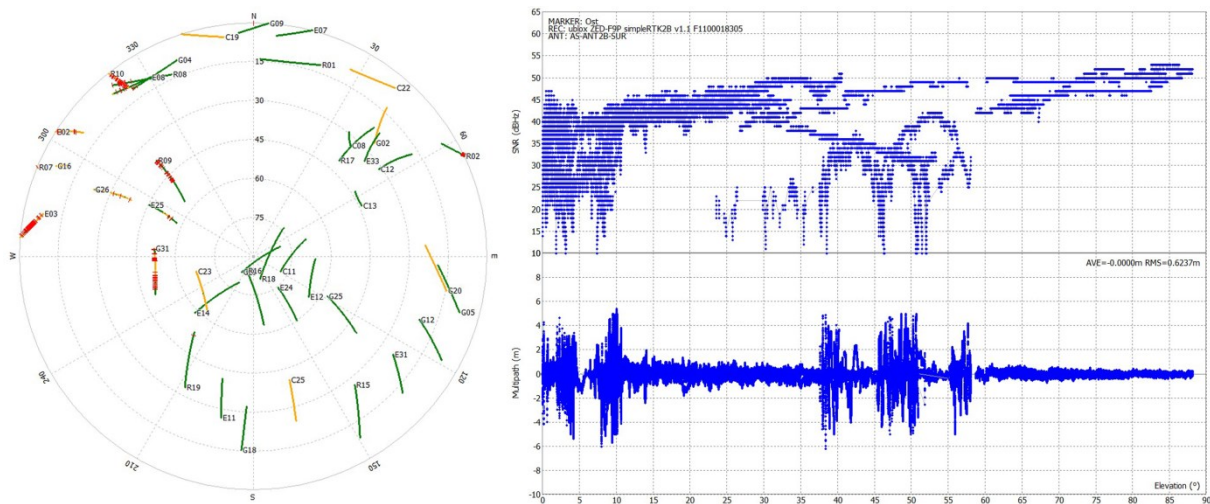 N
G09
E07
C19
330
30
G04
R10
E08
R08
15
R01
C22
30
300
E02
60
45
C08
G02
R17
E33
C12
R02
R07
G16
R09
60
G26
E25
C13
75
E03
W
G31
E
C23
R16
R18
C11
E24
E12
G25
G20
G05
E14
G12
240
120
E31
R19
C25
R15
E11
G18
210
150
S
MARKER: Ost
REC: ublox ZED-F9P simpleRTK2B v1.1 F1100018305
ANT: AS-ANT2B-SUR
SNR (dBHz)
65
60
55
50
45
40
35
30
25
20
15
10
AVE=-0.0000m RMS=0.6237m
Multipath (m)
8
6
4
2
0
-2
-4
-6
-8
-10
Elevation (º)
0 5 10 15 20 25 30 35 40 45 50 55 60 65 70 75 80 85 90